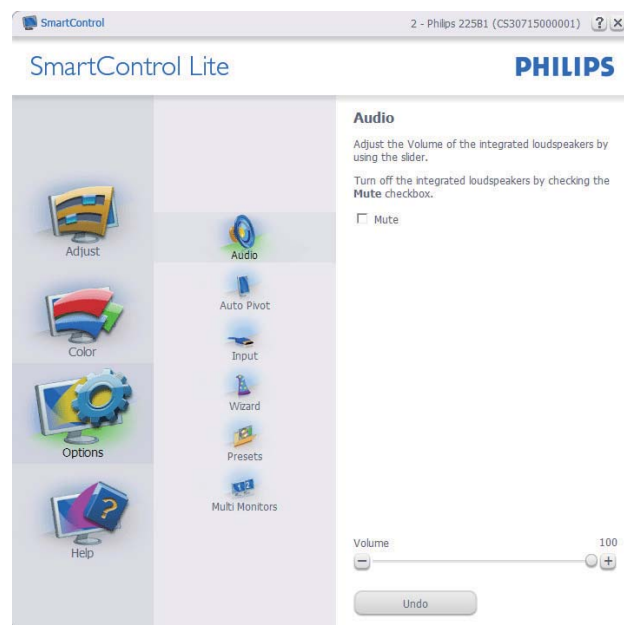 SmartControl
2 - Philips 225B1 (CS30715000001)
?
X
SmartControl Lite
PHILIPS
Adjust
Color
Options
Help
Audio
Auto Pivot
Input
Wizard
Presets
1 2
Multi Monitors
Audio
Adjust the Volume of the integrated loudspeakers by
using the slider.
Turn off the integrated loudspeakers by checking the
Mute checkbox.
Mute
Volume
100
Undo